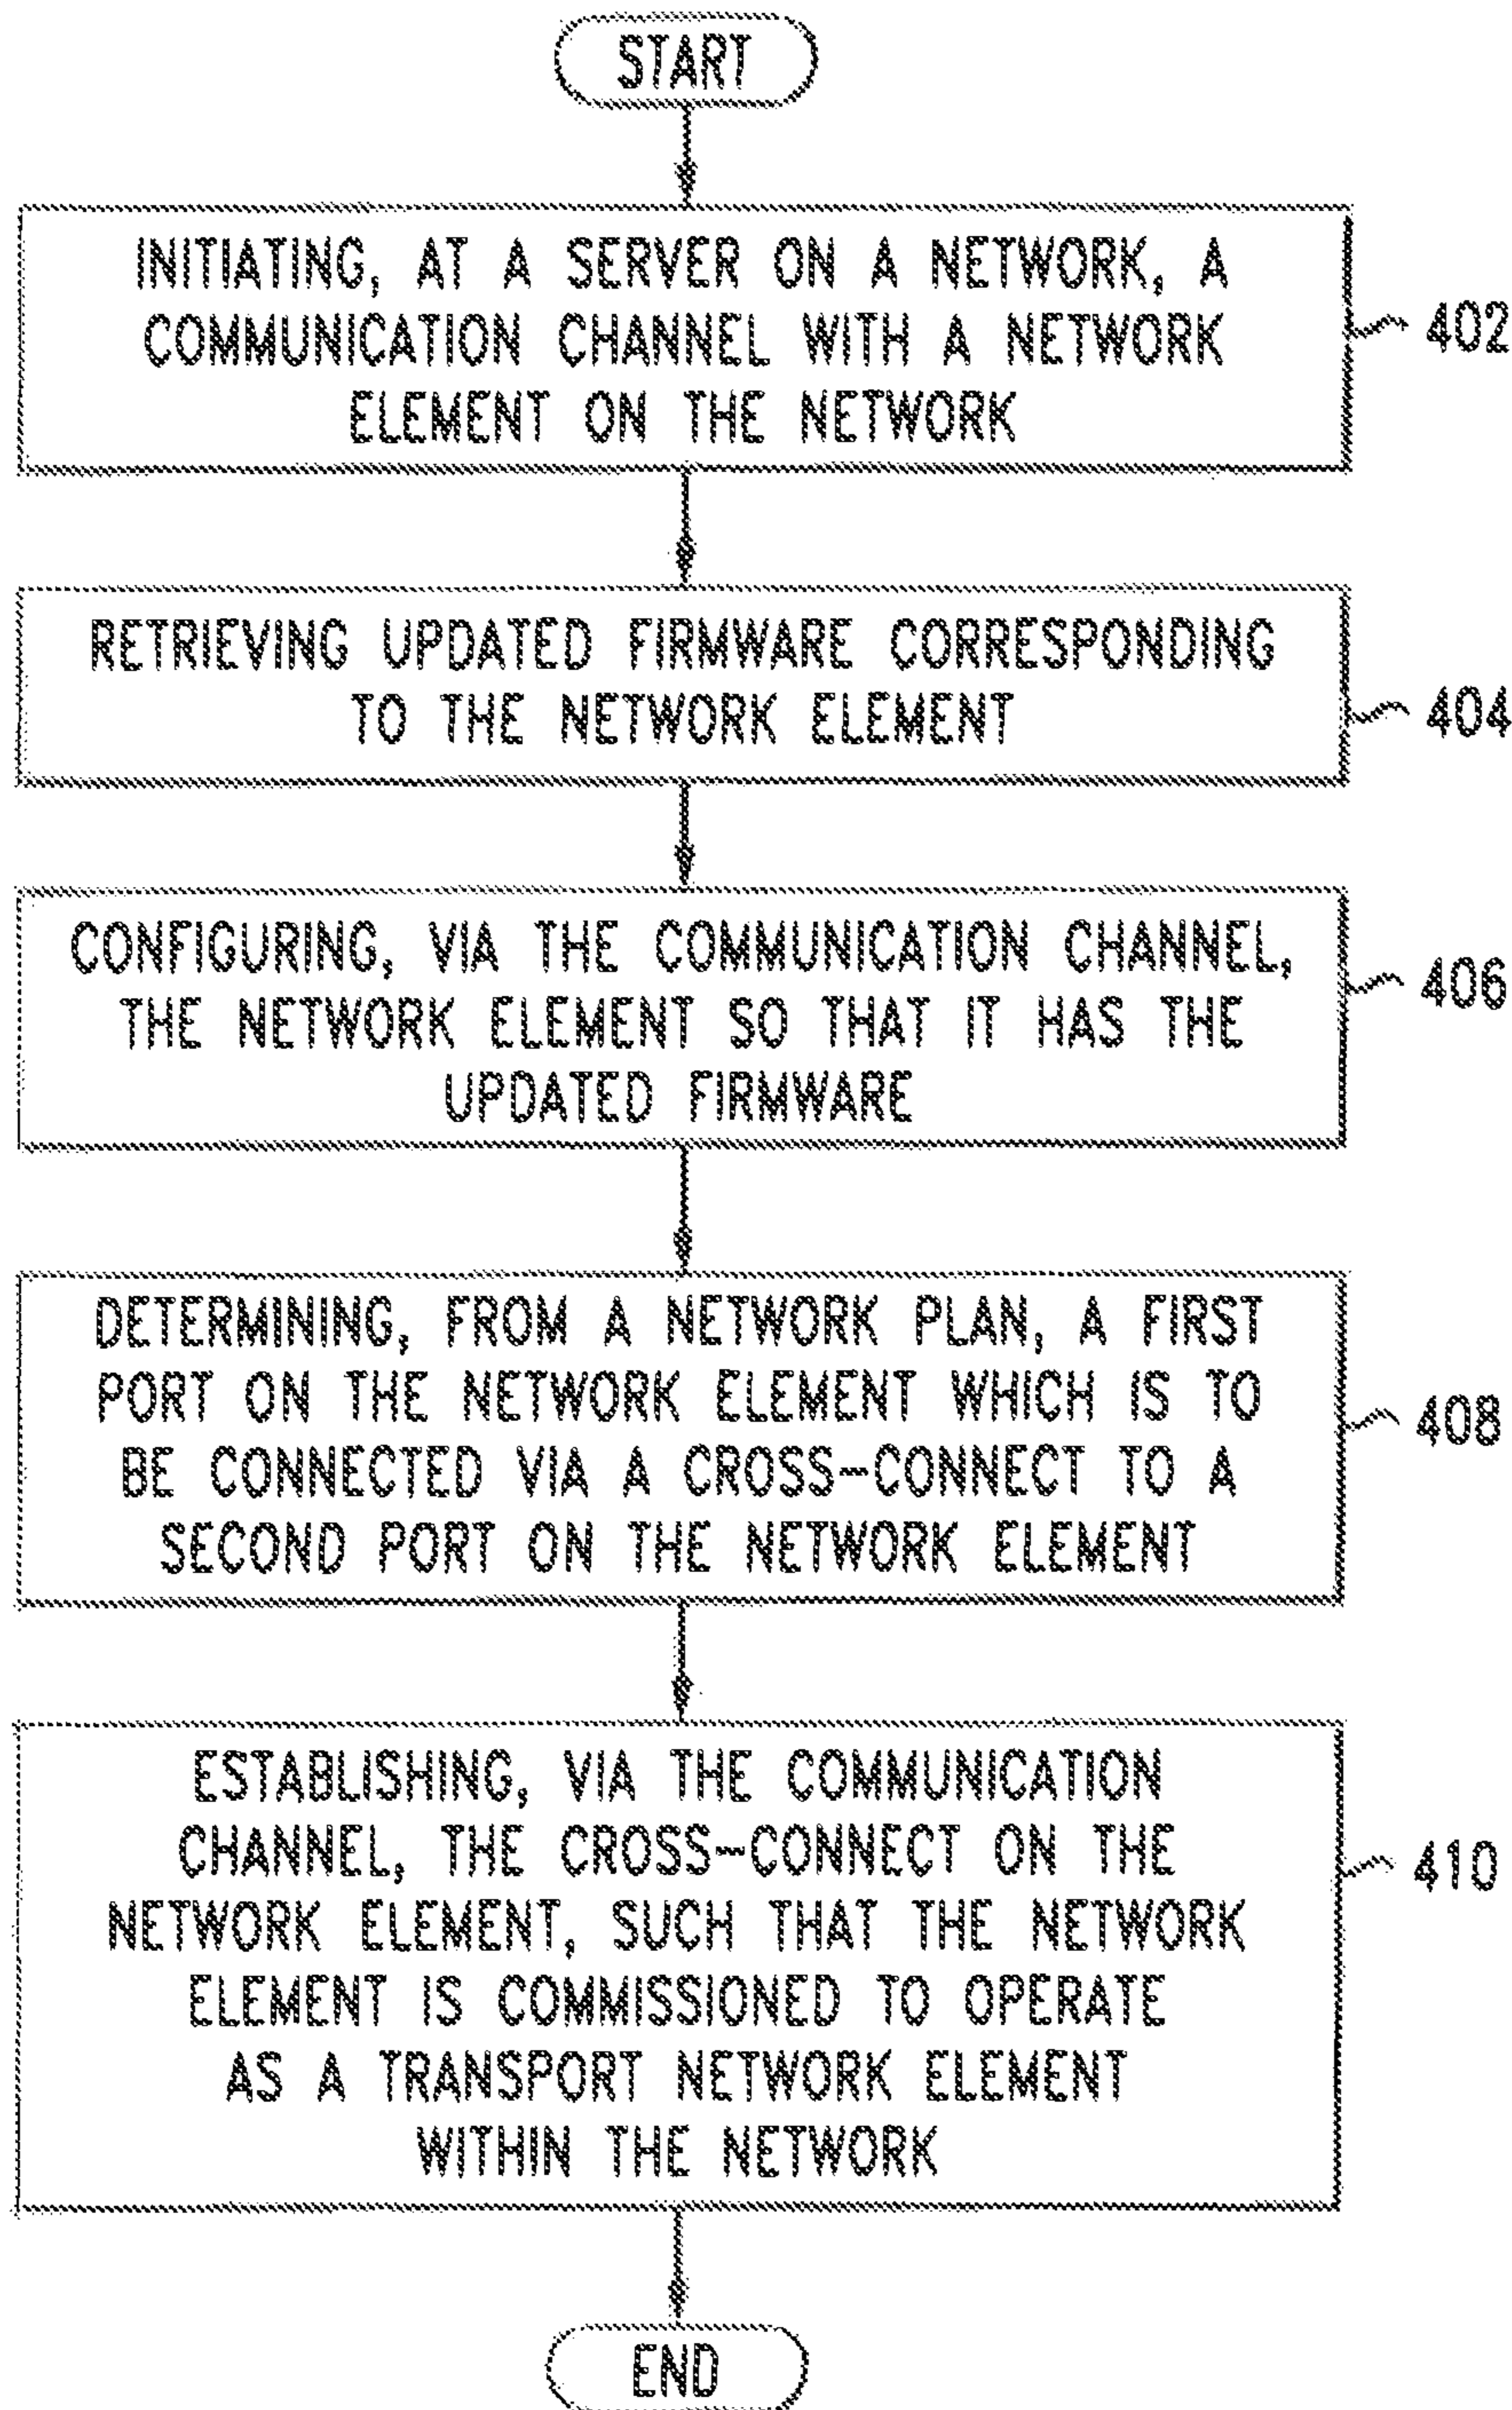 START
INITIATING, AT A SERVER ON A NETWORK, A
COMMUNICATION CHANNEL WITH A NETWORK
ELEMENT ON THE NETWORK
402
RETRIEVING UPDATED FIRMWARE CORRESPONDING
TO THE NETWORK ELEMENT
404
CONFIGURING, VIA THE COMMUNICATION CHANNEL,
THE NETWORK ELEMENT SO THAT IT HAS THE
UPDATED FIRMWARE
406
DETERMINING, FROM A NETWORK PLAN, A FIRST
PORT ON THE NETWORK ELEMENT WHICH IS TO
BE CONNECTED VIA A CROSS-CONNECT TO A
SECOND PORT ON THE NETWORK ELEMENT
408
ESTABLISHING, VIA THE COMMUNICATION
CHANNEL, THE CROSS-CONNECT ON THE
NETWORK ELEMENT, SUCH THAT THE NETWORK
ELEMENT IS COMMISSIONED TO OPERATE
AS A TRANSPORT NETWORK ELEMENT
WITHIN THE NETWORK
410
END